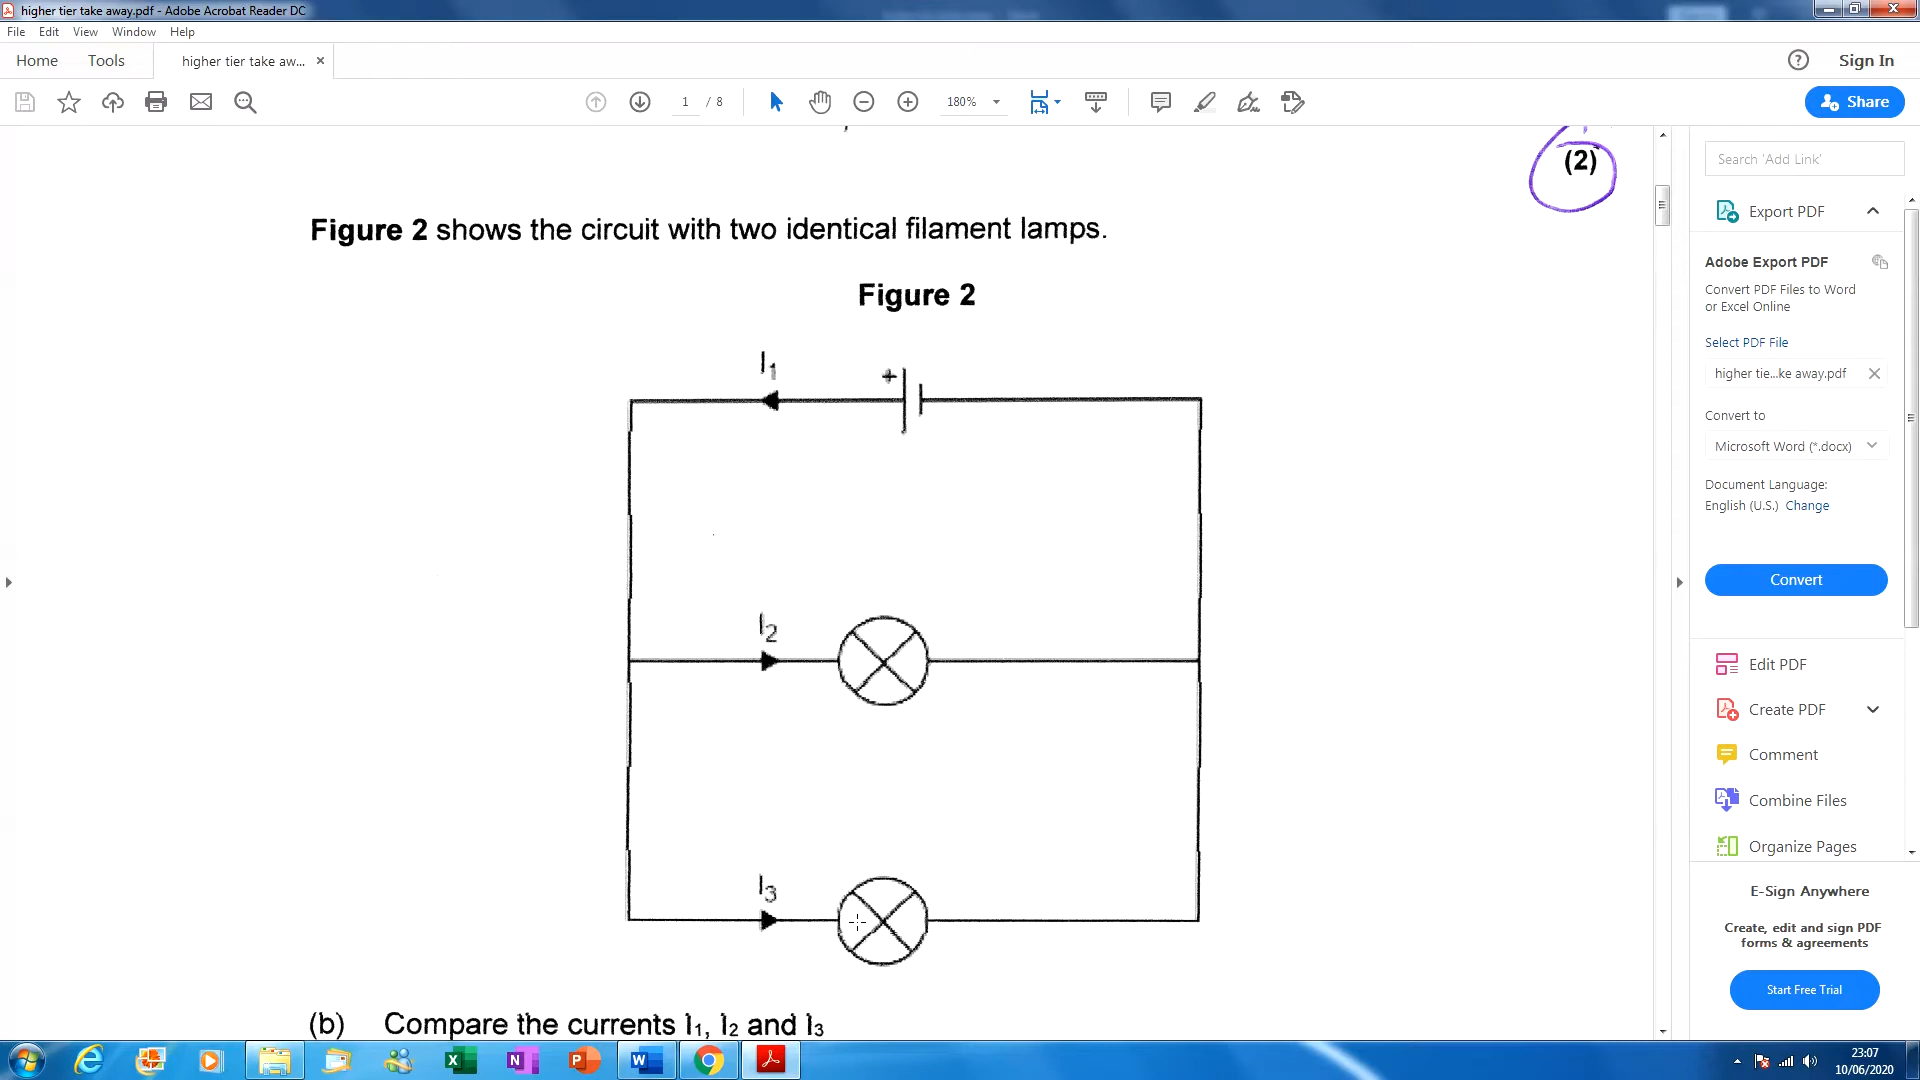 higher tier take away.pdf - Adobe Acrobat Reader DC
File Edit View Window Help
Home Tools higher tier take aw... × ? Sign In
1 / 8 180% Share
(2)
Figure 2 shows the circuit with two identical filament lamps.
Figure 2
I₁
+
I₂
I₃
(b) Compare the currents I₁, I₂ and I₃
Search 'Add Link'
Export PDF
Adobe Export PDF
Convert PDF Files to Word
or Excel Online
Select PDF File
higher tie...ke away.pdf
Convert to
Microsoft Word (*.docx)
Document Language:
English (U.S.) Change
Convert
Edit PDF
Create PDF
Comment
Combine Files
Organize Pages
E-Sign Anywhere
Create, edit and sign PDF
forms & agreements
Start Free Trial
23:07
10/06/2020